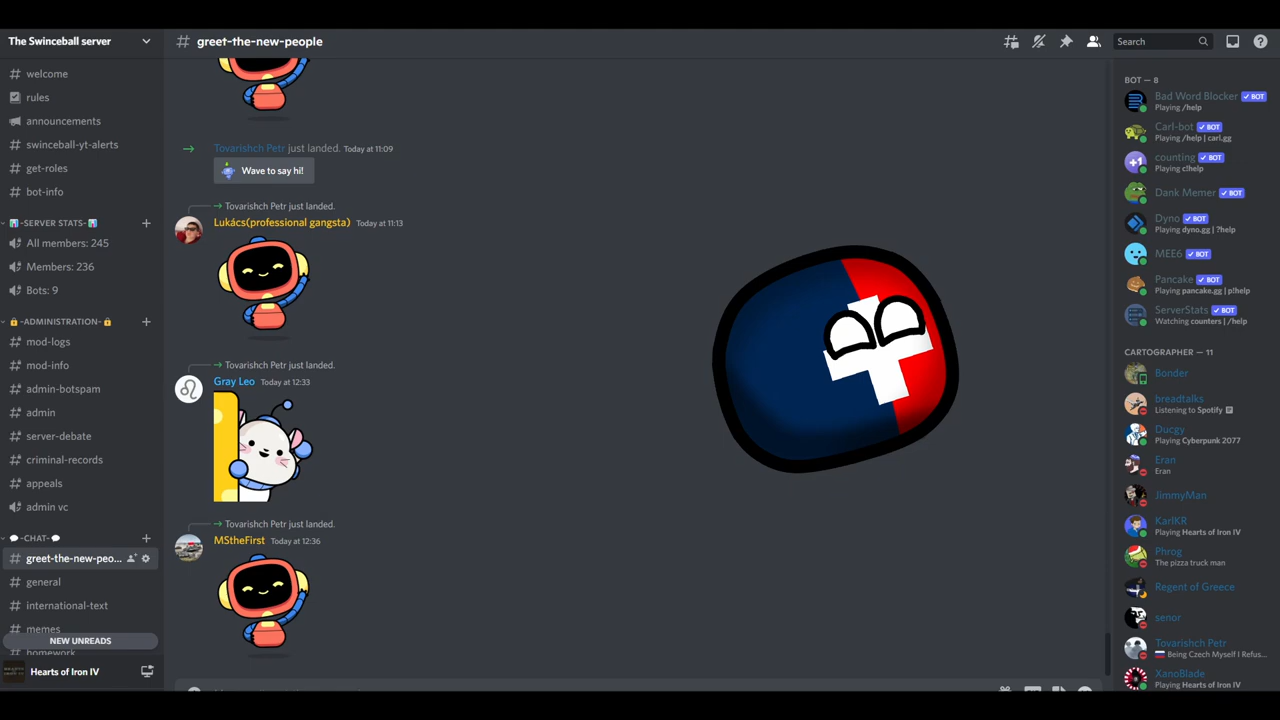 The Swinceball server
welcome
rules
announcements
swinceball-yt-alerts
get-roles
bot-info
-SERVER STATS-
All members: 245
Members: 236
Bots: 9
-ADMINISTRATION-
mod-logs
mod-info
admin-botspam
admin
server-debate
criminal-records
appeals
admin vc
-CHAT-
greet-the-new-peo...
general
international-text
memes
NEW UNREADS
homework
Hearts of Iron IV
# greet-the-new-people
Tovarishch Petr just landed. Today at 11:09
Wave to say hi!
Tovarishch Petr just landed.
Lukács(professional gangsta) Today at 11:13
Tovarishch Petr just landed.
Gray Leo Today at 12:33
Tovarishch Petr just landed.
MStheFirst Today at 12:36
Search
BOT — 8
Bad Word Blocker BOT
Playing /help
Carl-bot BOT
Playing /help | carl.gg
counting BOT
Playing c!help
Dank Memer BOT
Dyno BOT
Playing dyno.gg | ?help
MEE6 BOT
Pancake BOT
Playing pancake.gg | p!help
ServerStats BOT
Watching counters | /help
CARTOGRAPHER — 11
Bonder
breadtalks
Listening to Spotify
Ducgy
Playing Cyberpunk 2077
Eran
Eran
JimmyMan
KarlKR
Playing Hearts of Iron IV
Phrog
The pizza truck man
Regent of Greece
senor
Tovarishch Petr
Being Czech Myself I Refus...
XanoBlade
Playing Hearts of Iron IV